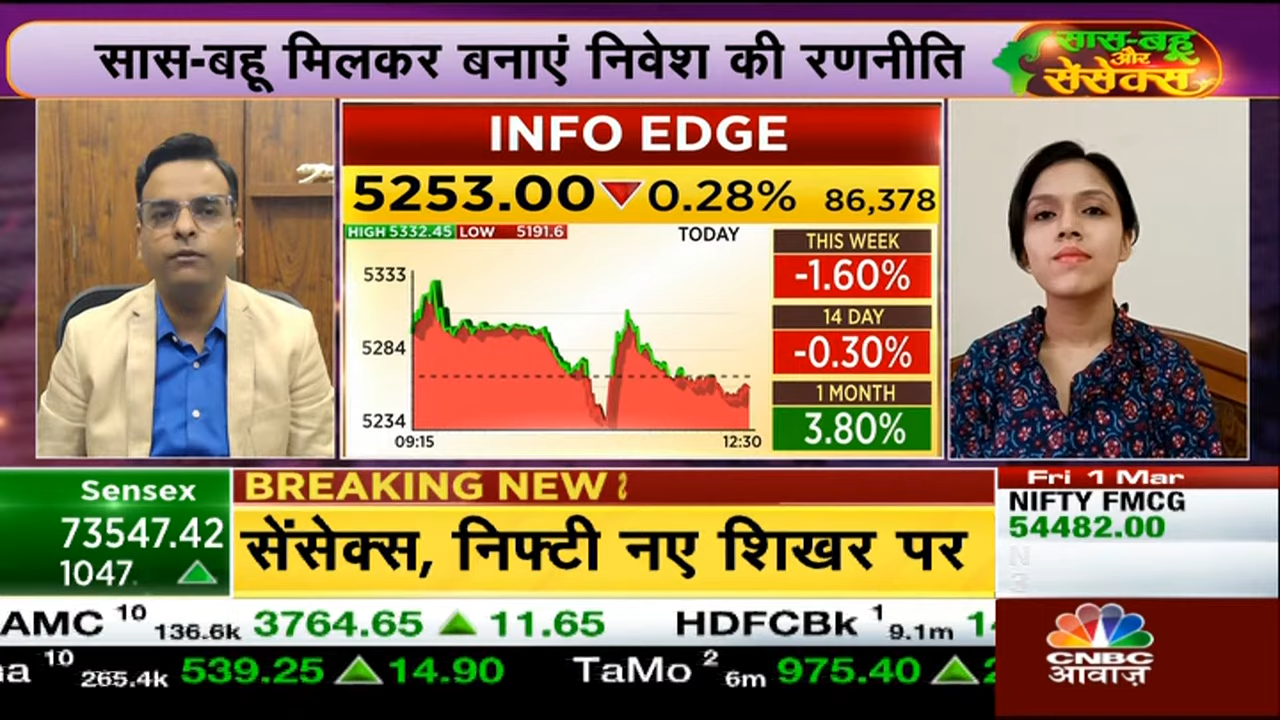 सास-बहू मिलकर बनाएं निवेश की रणनीति
सास-बहू
और
सेंसेक्स
INFO EDGE
5253.00 0.28% 86,378
HIGH 5332.45 LOW 5191.6
TODAY
5333
5284
5234
09:15 12:30
THIS WEEK
-1.60%
14 DAY
-0.30%
1 MONTH
3.80%
Sensex
73547.42
1047
BREAKING NEW
सेंसेक्स, निफ्टी नए शिखर पर
Fri 1 Mar
NIFTY FMCG
54482.00
AMC 10 136.6k 3764.65 11.65 HDFCBk 1 9.1m
a 10 265.4k 539.25 14.90 TaMo 2 6m 975.40
CNBC
आवाज़